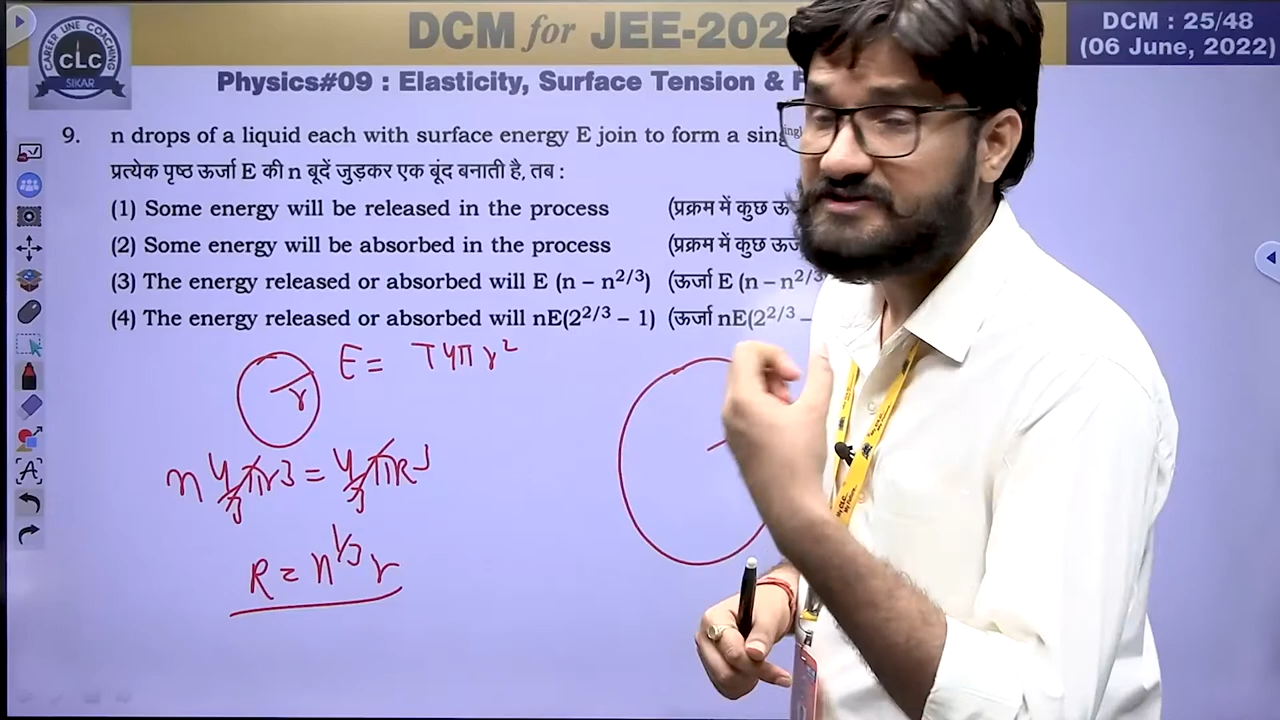 CAREER LINE COACHING
CLC
SIKAR
DCM for JEE-202
DCM : 25/48
(06 June, 2022)
Physics#09 : Elasticity, Surface Tension &
9. n drops of a liquid each with surface energy E join to form a sing
प्रत्येक पृष्ठ ऊर्जा E की n बूदें जुड़कर एक बूंद बनाती है, तब :
(1) Some energy will be released in the process (प्रक्रम में कुछ
(2) Some energy will be absorbed in the process (प्रक्रम में कुछ
(3) The energy released or absorbed will E (n – n^2/3) (ऊर्जा E (n – n^2/3
(4) The energy released or absorbed will nE(2^2/3 – 1) (ऊर्जा nE(2^2/3 –
r E = T4πr²
n 4/3 πr3 = 4/3 πR3
R = n^1/3 r